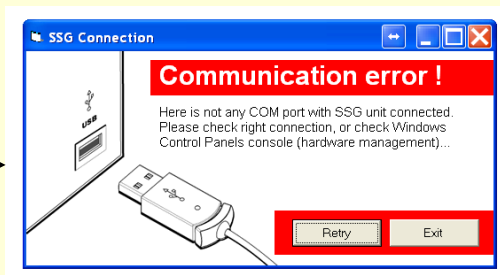 SSG Connection
Communication error !
USB
Here is not any COM port with SSG unit connected.
Please check right connection, or check Windows
Control Panels console (hardware management)...
Retry
Exit